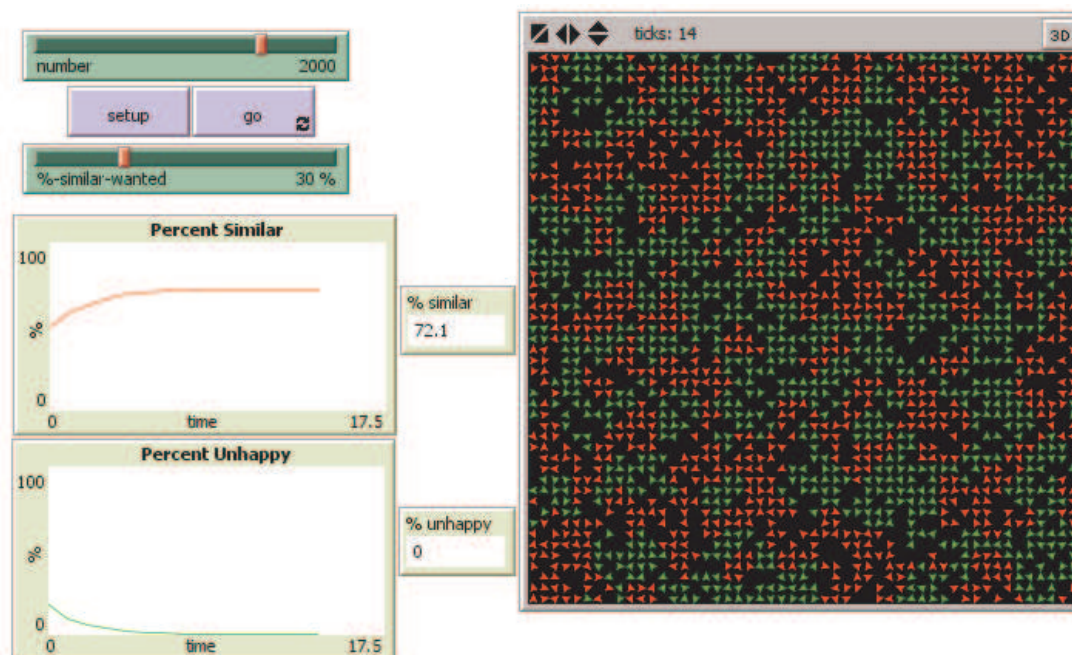 number 2000
setup
go
%-similar-wanted 30 %
Percent Similar
100
%
0
0 time 17.5
% similar
72.1
Percent Unhappy
100
%
0
0 time 17.5
% unhappy
0
ticks: 14
3D